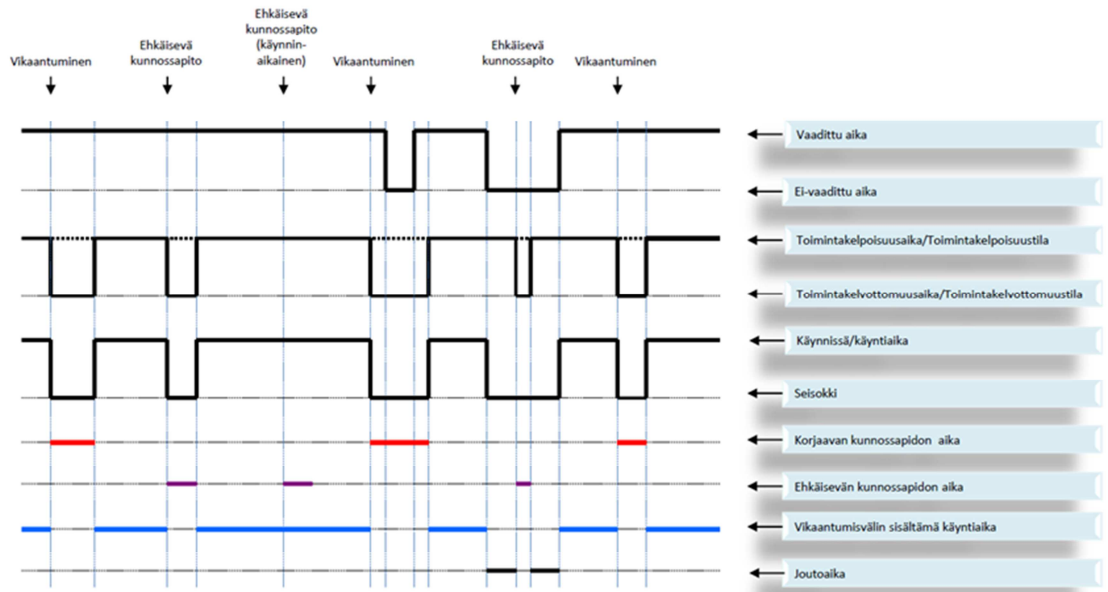 Ehkäisevä
kunnossapito
(käynnin-
aikainen)
Ehkäisevä
kunnossapito
Ehkäisevä
kunnossapito
Vikaantuminen
Vikaantuminen
Vikaantuminen
Vaadittu aika
Ei-vaadittu aika
Toimintakelpoisuusaika/Toimintakelpoisuustila
Toimintakelvottomuusaika/Toimintakelvottomuustila
Käynnissä/käyntiaika
Seisokki
Korjaavan kunnossapidon aika
Ehkäisevän kunnossapidon aika
Vikaantumisvälin sisältämä käyntiaika
Joutoaika